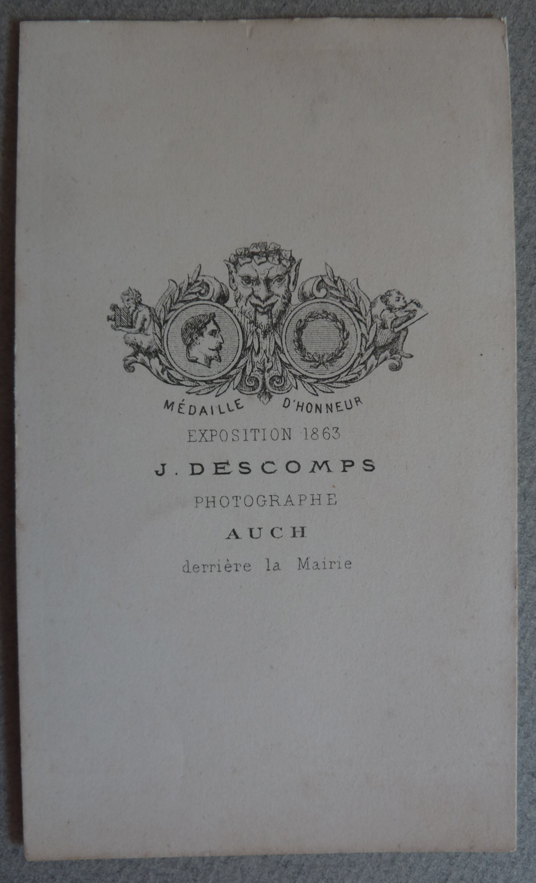 MÉDAILLE D'HONNEUR
EXPOSITION 1863
J. DESCOMPS
PHOTOGRAPHE
AUCH
derrière la Mairie